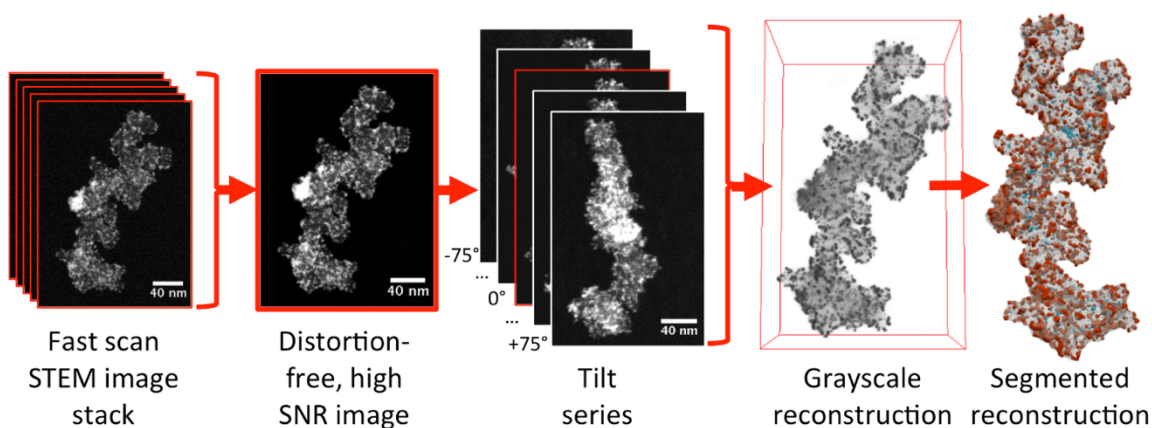 40 nm
40 nm
-75°
...
0°
...
+75°
40 nm
Fast scan
STEM image
stack
Distortion-
free, high
SNR image
Tilt
series
Grayscale
reconstruction
Segmented
reconstruction